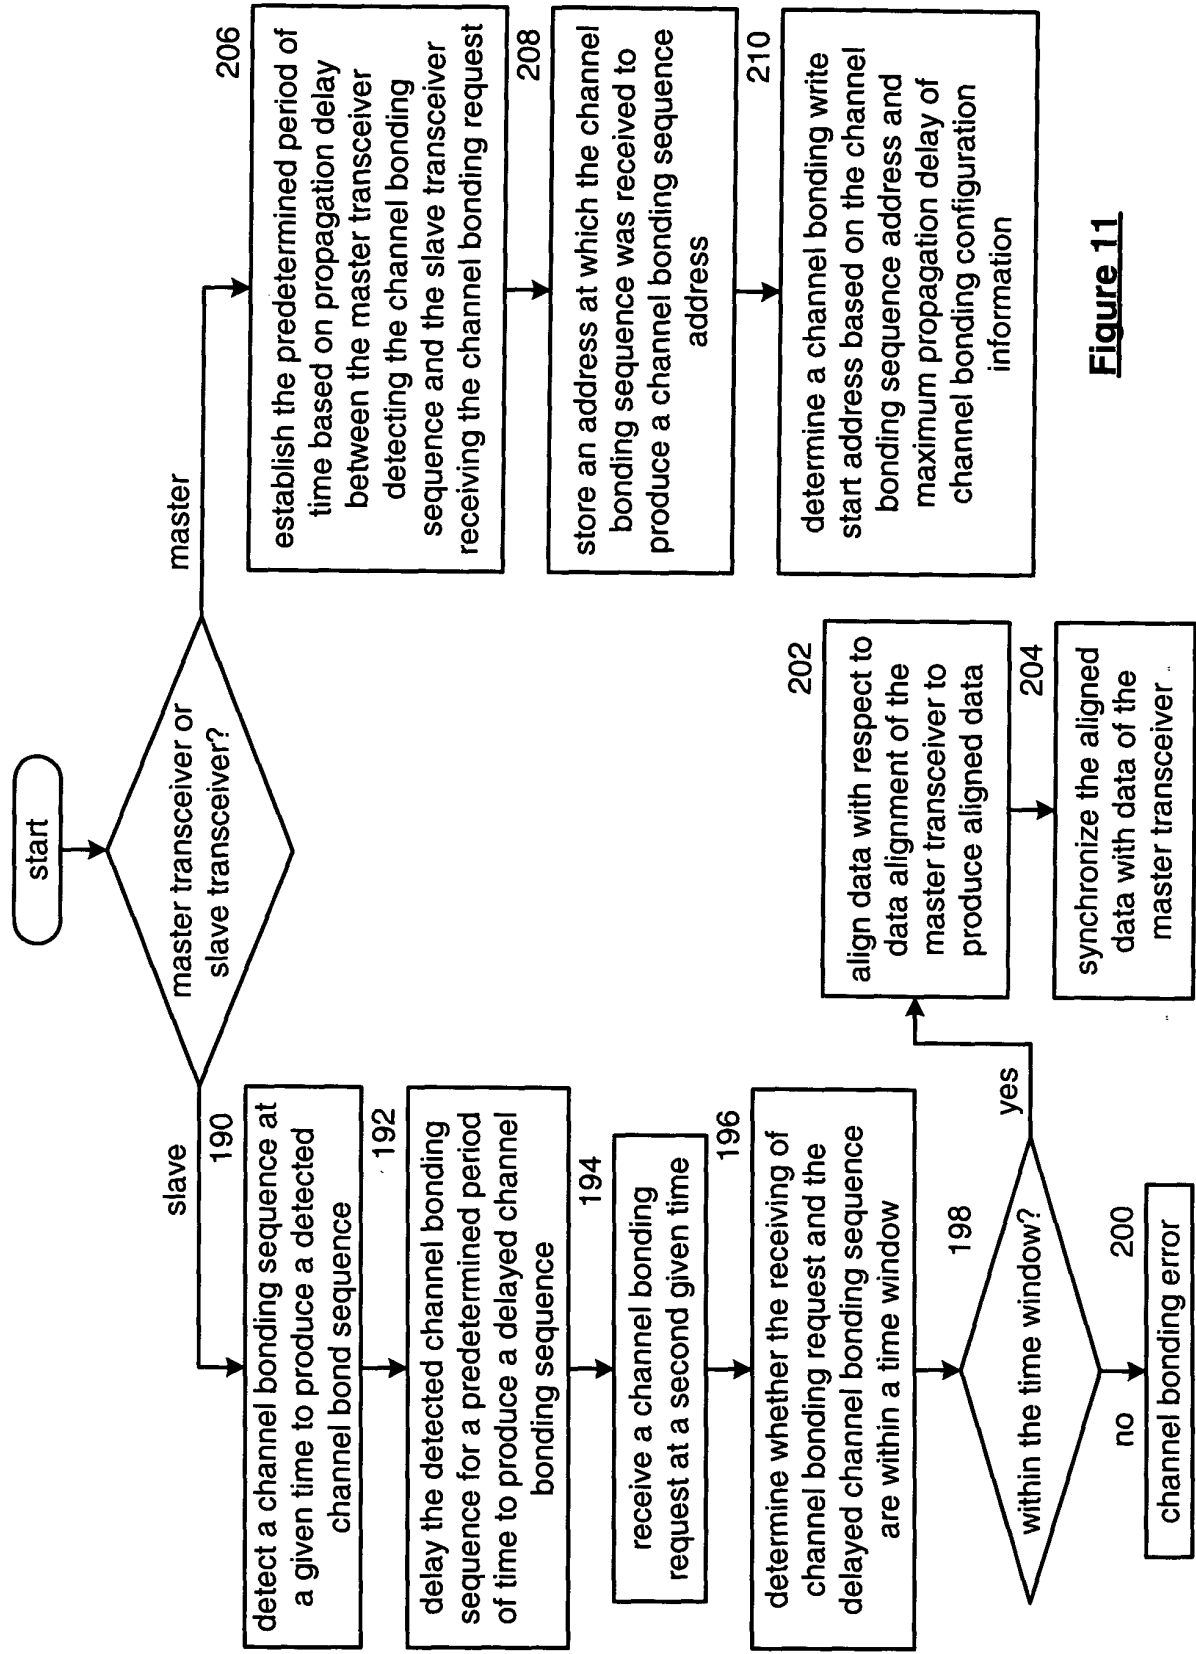 start
master transceiver or
slave transceiver?
slave
master
190
detect a channel bonding sequence at
a given time to produce a detected
channel bond sequence
192
delay the detected channel bonding
sequence for a predetermined period
of time to produce a delayed channel
bonding sequence
194
receive a channel bonding
request at a second given time
196
determine whether the receiving of
channel bonding request and the
delayed channel bonding sequence
are within a time window
198
within the time window?
yes
no
200
channel bonding error
202
align data with respect to
data alignment of the
master transceiver to
produce aligned data
204
synchronize the aligned
data with data of the
master transceiver
206
establish the predetermined period of
time based on propagation delay
between the master transceiver
detecting the channel bonding
sequence and the slave transceiver
receiving the channel bonding request
208
store an address at which the channel
bonding sequence was received to
produce a channel bonding sequence
address
210
determine a channel bonding write
start address based on the channel
bonding sequence address and
maximum propagation delay of
channel bonding configuration
information
Figure 11